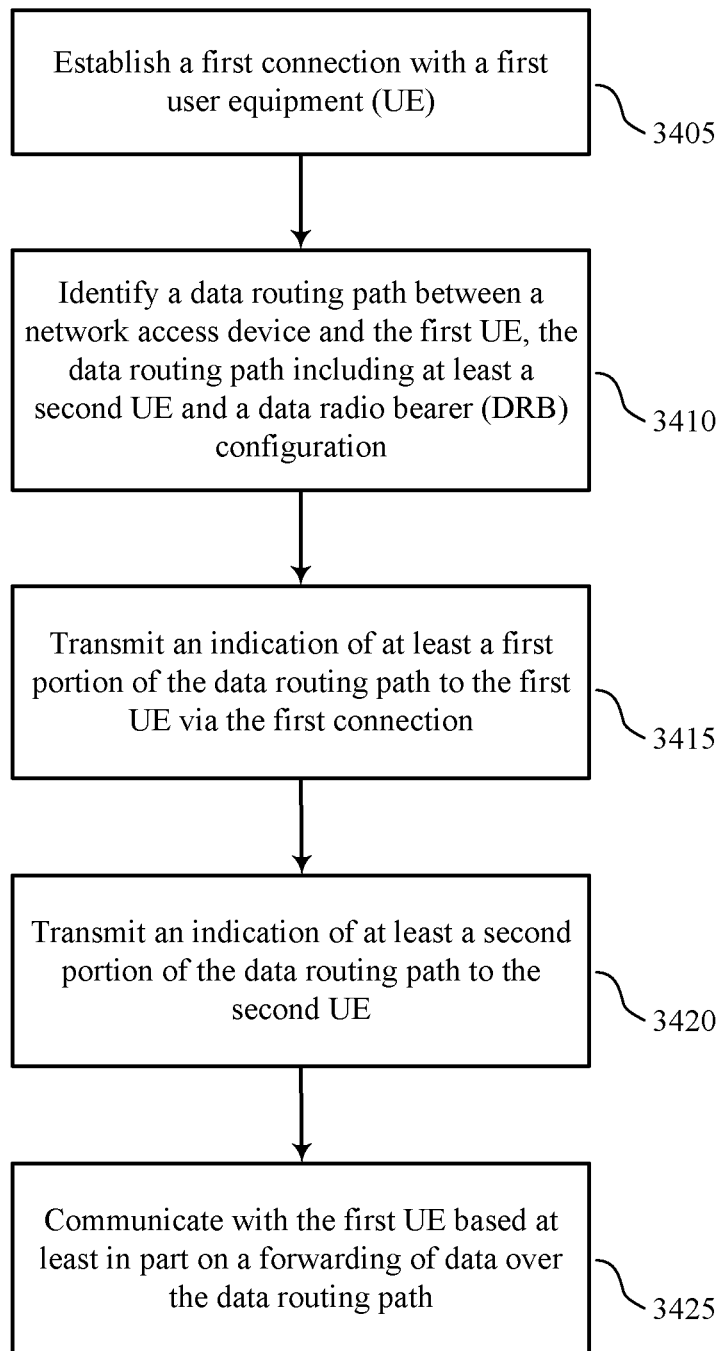 Establish a first connection with a first
user equipment (UE)
3405
Identify a data routing path between a
network access device and the first UE, the
data routing path including at least a
second UE and a data radio bearer (DRB)
configuration
3410
Transmit an indication of at least a first
portion of the data routing path to the first
UE via the first connection
3415
Transmit an indication of at least a second
portion of the data routing path to the
second UE
3420
Communicate with the first UE based at
least in part on a forwarding of data over
the data routing path
3425